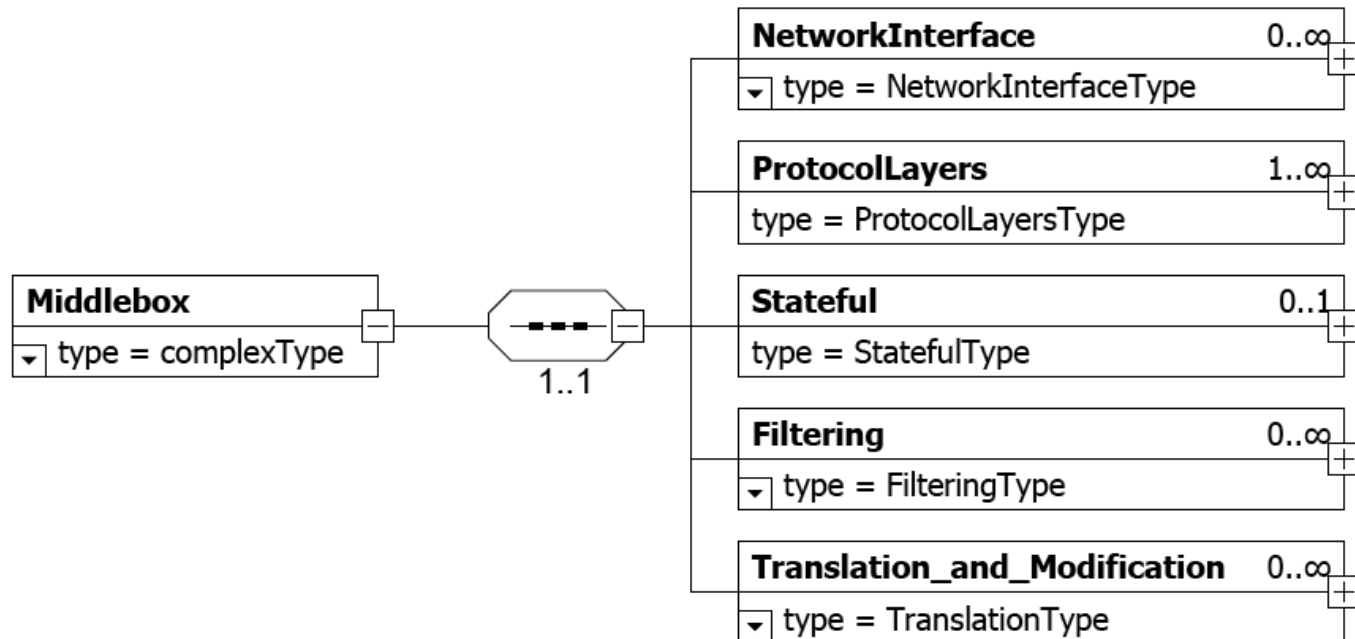 NetworkInterface 0..∞
type = NetworkInterfaceType
ProtocolLayers 1..∞
type = ProtocolLayersType
Middlebox
type = complexType
1..1
Stateful 0..1
type = StatefulType
Filtering 0..∞
type = FilteringType
Translation_and_Modification 0..∞
type = TranslationType